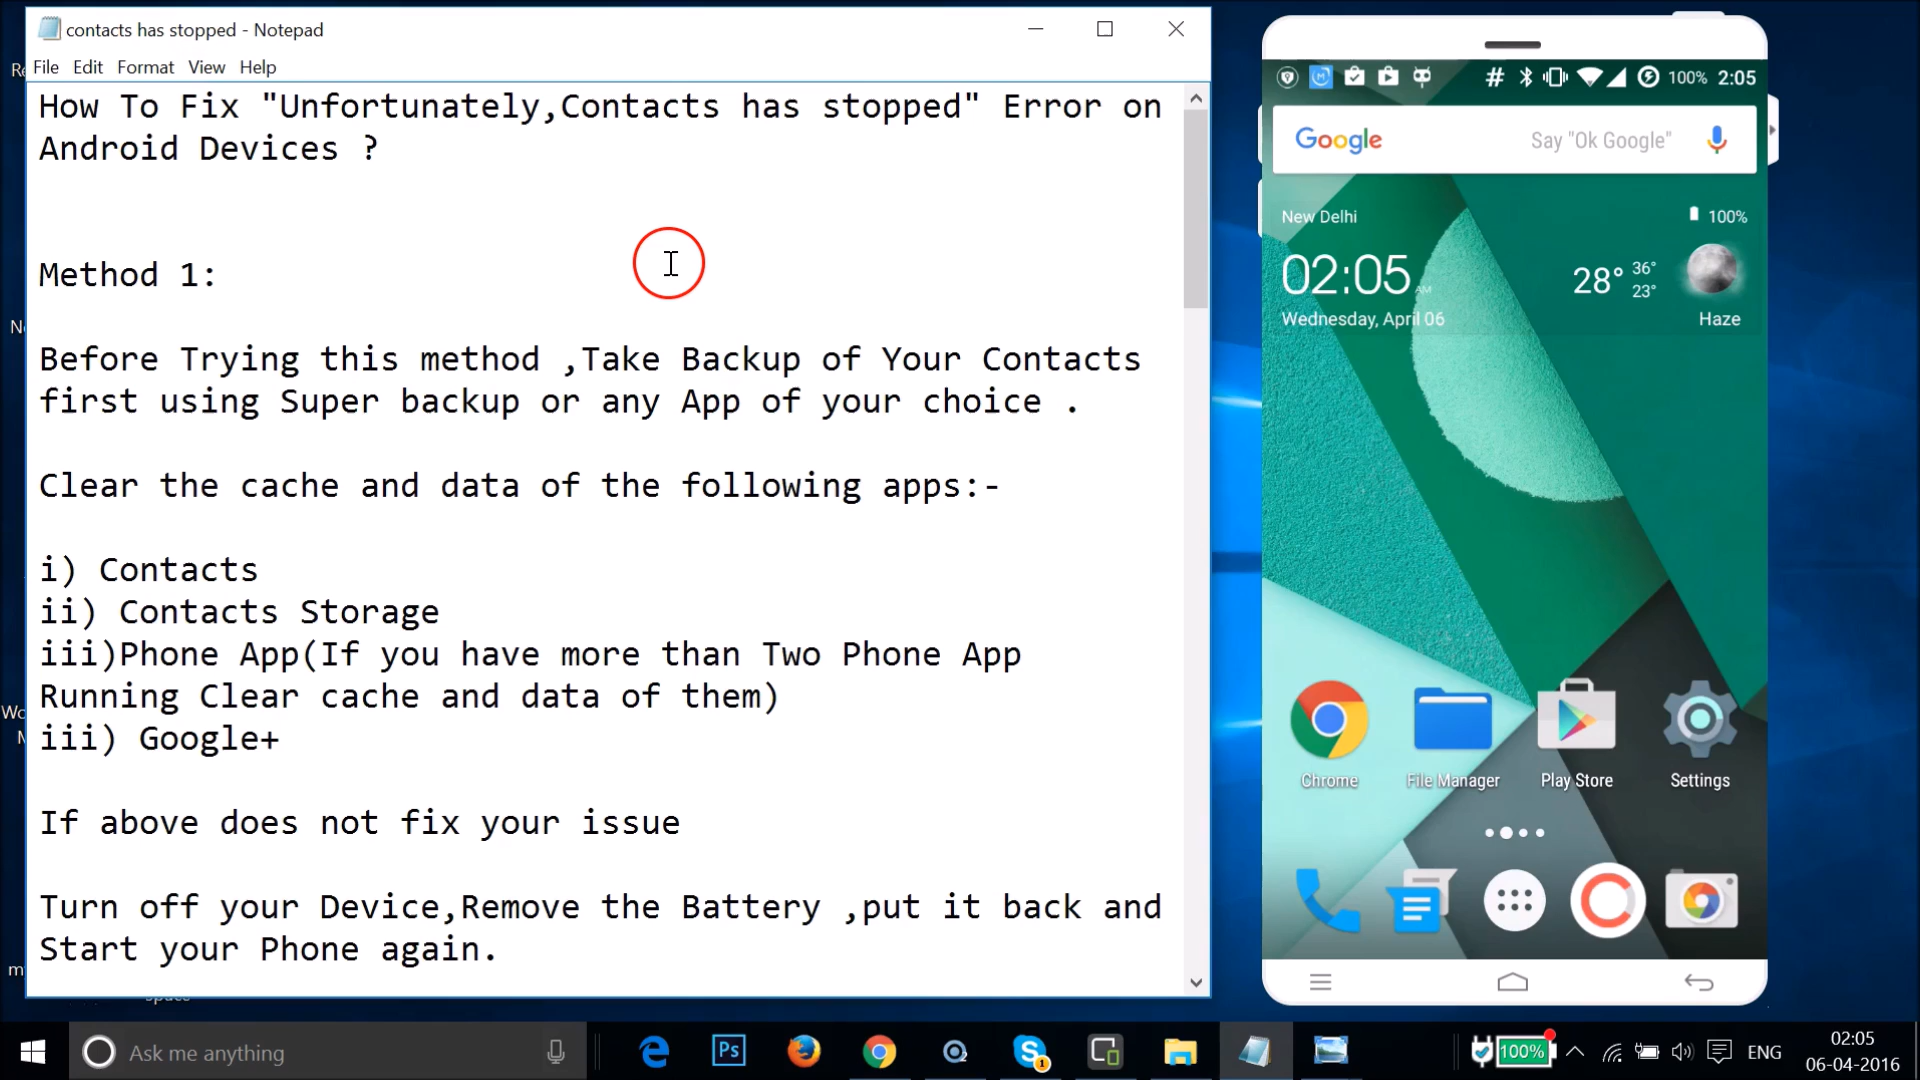 contacts has stopped - Notepad
File Edit Format View Help
How To Fix "Unfortunately,Contacts has stopped" Error on
Android Devices ?
Method 1:
Before Trying this method ,Take Backup of Your Contacts
first using Super backup or any App of your choice .
Clear the cache and data of the following apps:-
i) Contacts
ii) Contacts Storage
iii)Phone App(If you have more than Two Phone App
Running Clear cache and data of them)
iii) Google+
If above does not fix your issue
Turn off your Device,Remove the Battery ,put it back and
Start your Phone again.
100% 2:05
Google Say "Ok Google"
New Delhi 100%
02:05 AM 28° 36° 23°
Wednesday, April 06 Haze
Chrome File Manager Play Store Settings
space
Ask me anything
Ps
1
100% ENG
02:05
06-04-2016